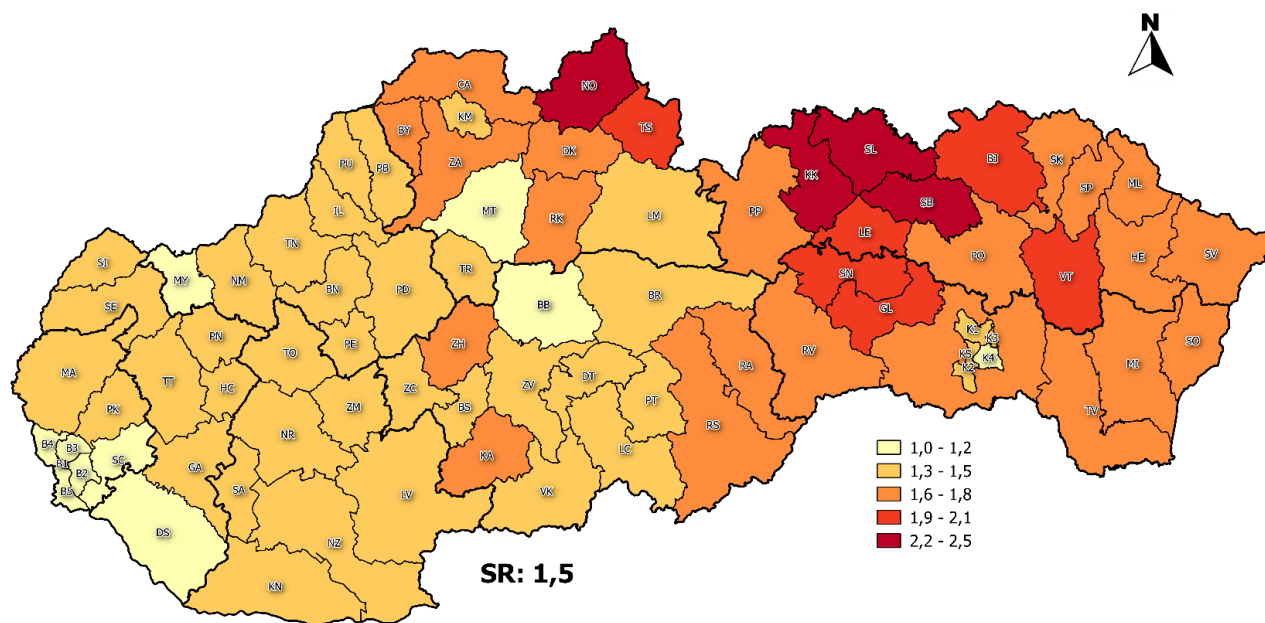 N
NO
CA
KM
TS
BY
DK
ZA
PU
PB
SL
BJ
SK
KK
SP
ML
IL
MT
RK
LM
PP
SB
LE
TN
PO
HE
SV
SI
MY
NM
TR
SN
VT
BN
PD
BR
SE
BB
GL
PN
K1
K3
ZH
PE
TO
RV
K5
K4
SO
MA
TT
HC
ZC
ZV
DT
RA
K2
MI
PK
ZM
BS
PT
TV
B4
B3
NR
RS
B1
SC
KA
LC
B2
GA
B5
SA
LV
VK
DS
NZ
KN
1,0 - 1,2
1,3 - 1,5
1,6 - 1,8
1,9 - 2,1
2,2 - 2,5
SR: 1,5